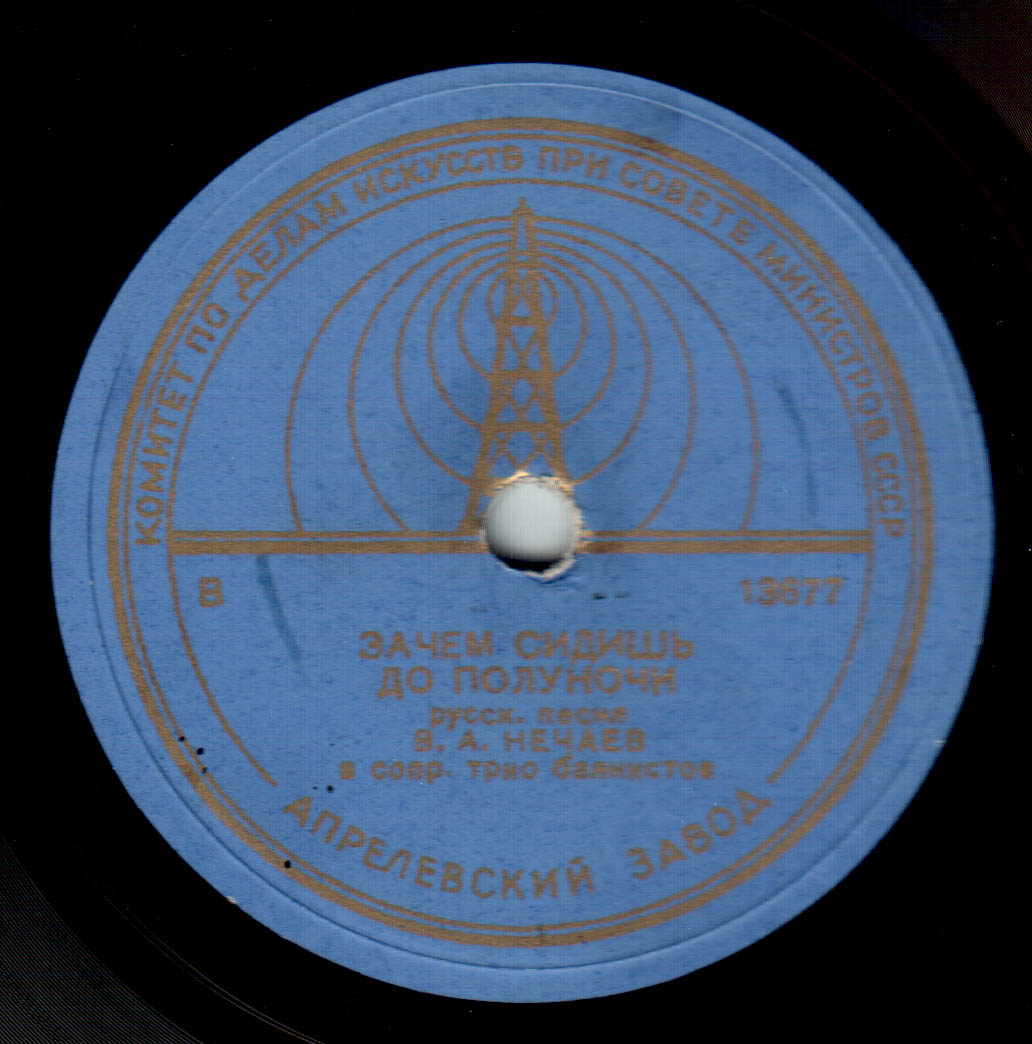 КОМИТЕТ ПО ДЕЛАМ ИСКУССТВ ПРИ СОВЕТЕ МИНИСТРОВ СССР
В 13677
ЗАЧЕМ СИДИШЬ
ДО ПОЛУНОЧИ
русск. песня
В. А. НЕЧАЕВ
в сопр. трио баянистов
АПРЕЛЕВСКИЙ ЗАВОД